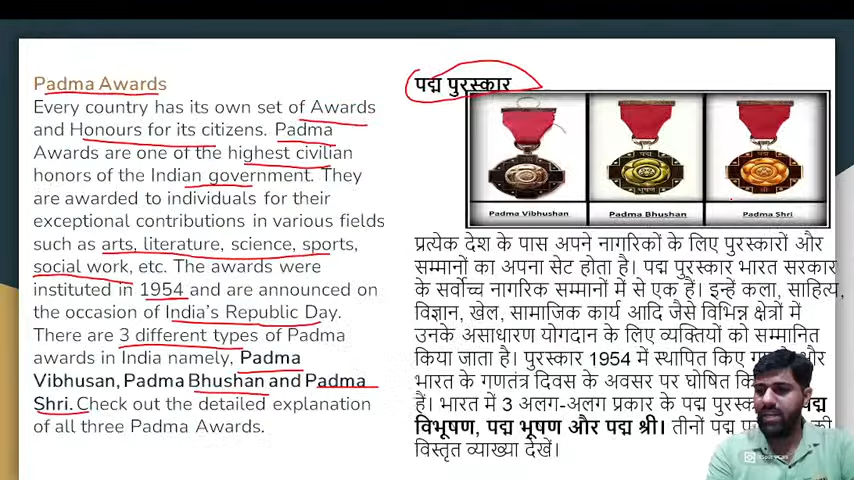 Padma Awards
Every country has its own set of Awards
and Honours for its citizens. Padma
Awards are one of the highest civilian
honors of the Indian government. They
are awarded to individuals for their
exceptional contributions in various fields
such as arts, literature, science, sports,
social work, etc. The awards were
instituted in 1954 and are announced on
the occasion of India's Republic Day.
There are 3 different types of Padma
awards in India namely, Padma
Vibhusan, Padma Bhushan and Padma
Shri. Check out the detailed explanation
of all three Padma Awards.
पद्म पुरस्कार
पद्म
भूषण
पद्म
श्री
Padma Vibhushan
Padma Bhushan
Padma Shri
प्रत्येक देश के पास अपने नागरिकों के लिए पुरस्कारों और
सम्मानों का अपना सेट होता है। पद्म पुरस्कार भारत सरकार
के सर्वोच्च नागरिक सम्मानों में से एक हैं। इन्हें कला, साहित्य,
विज्ञान, खेल, सामाजिक कार्य आदि जैसे विभिन्न क्षेत्रों में
उनके असाधारण योगदान के लिए व्यक्तियों को सम्मानित
किया जाता है। पुरस्कार 1954 में स्थापित किए और
भारत के गणतंत्र दिवस के अवसर पर घोषित
हैं। भारत में 3 अलग-अलग प्रकार के पद्म
विभूषण, पद्म भूषण और पद्म श्री। तीनों पद्म की
विस्तृत व्याख्या देखें।